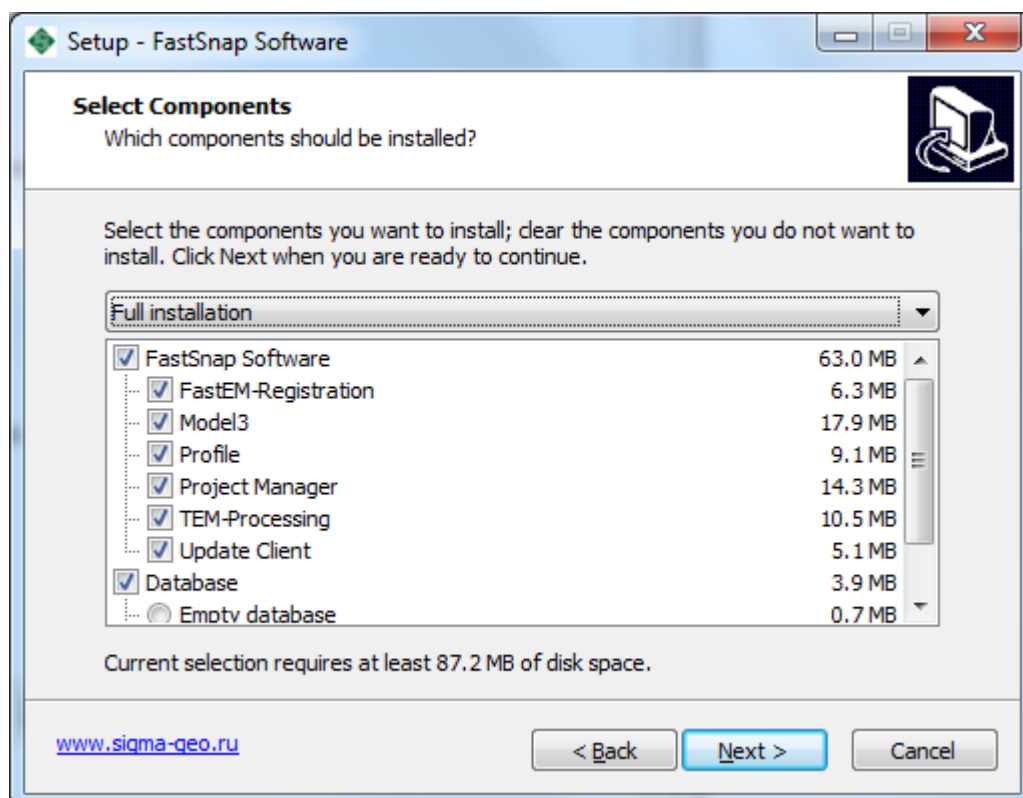 Setup - FastSnap Software
Select Components
Which components should be installed?
Select the components you want to install; clear the components you do not want to
install. Click Next when you are ready to continue.
Full installation
FastSnap Software 63.0 MB
FastEM-Registration 6.3 MB
Model3 17.9 MB
Profile 9.1 MB
Project Manager 14.3 MB
TEM-Processing 10.5 MB
Update Client 5.1 MB
Database 3.9 MB
Empty database 0.7 MB
Current selection requires at least 87.2 MB of disk space.
www.sigma-geo.ru
< Back Next > Cancel